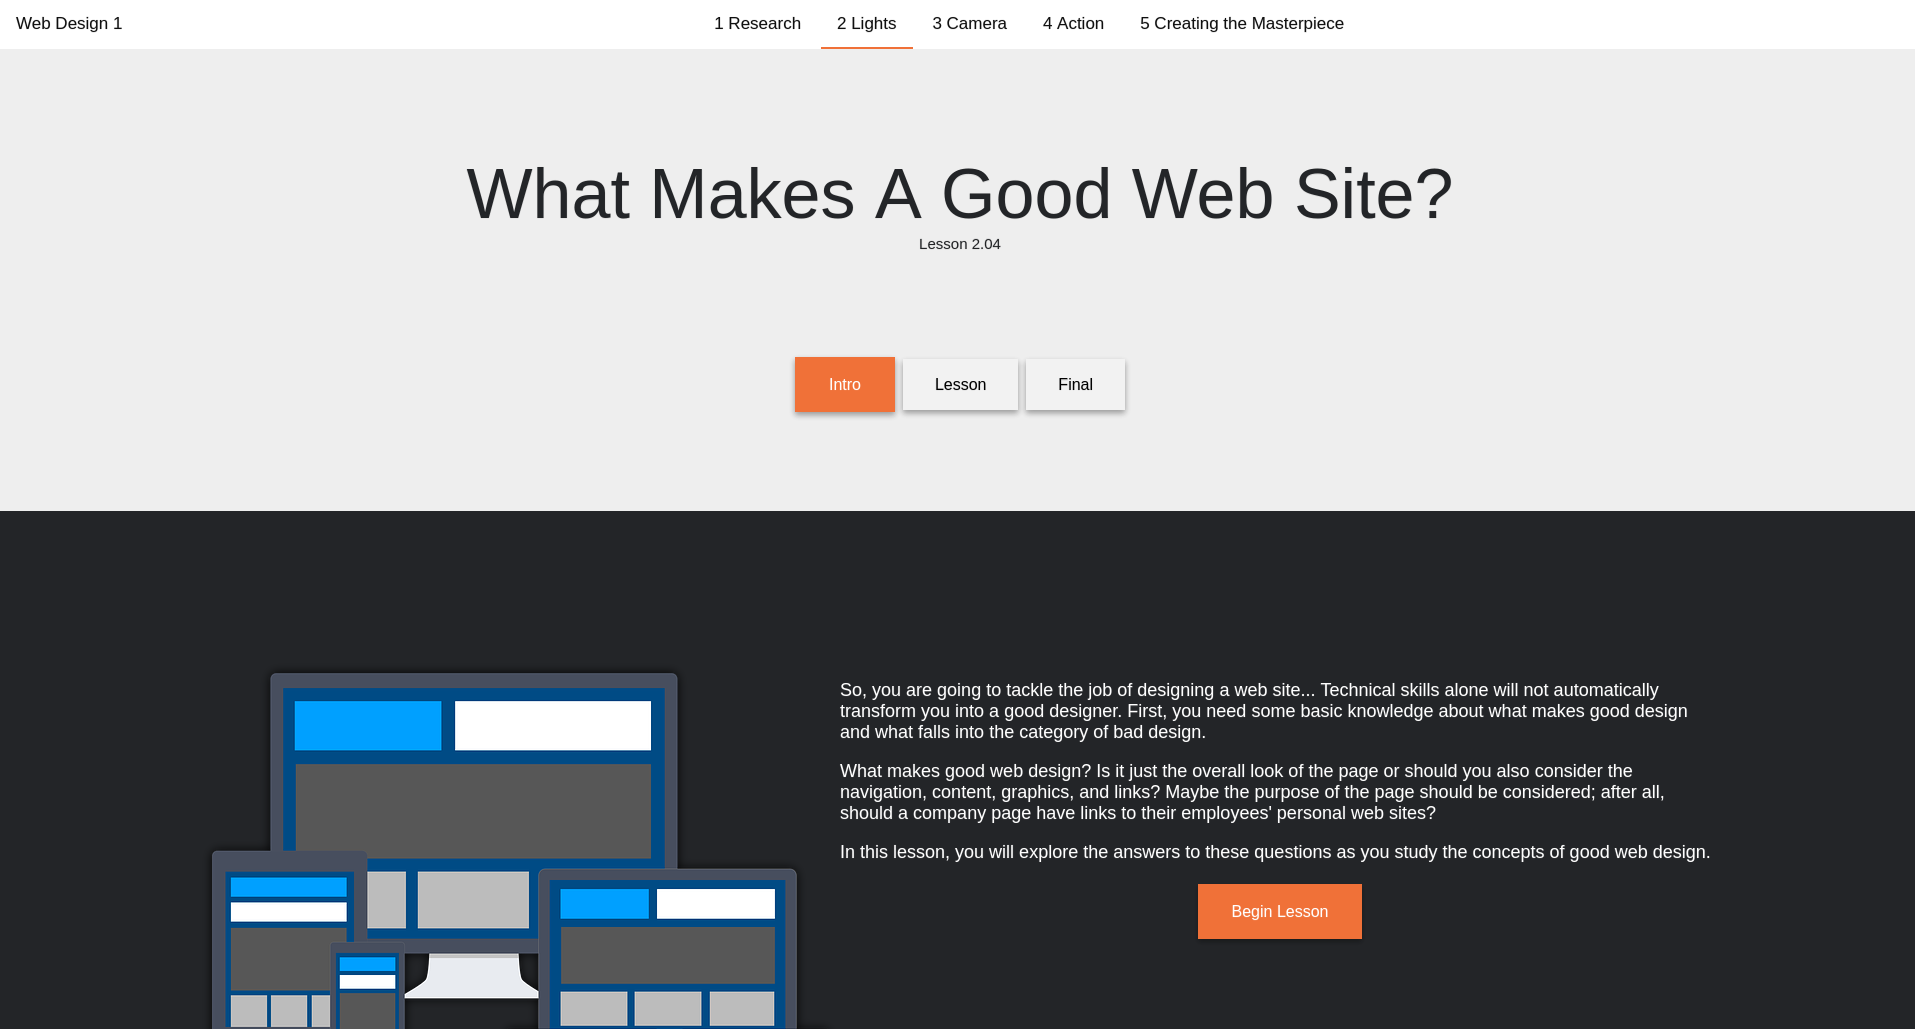 Web Design 1
1 Research
2 Lights
3 Camera
4 Action
5 Creating the Masterpiece
What Makes A Good Web Site?
Lesson 2.04
Intro
Lesson
Final
So, you are going to tackle the job of designing a web site... Technical skills alone will not automatically
transform you into a good designer. First, you need some basic knowledge about what makes good design
and what falls into the category of bad design.
What makes good web design? Is it just the overall look of the page or should you also consider the
navigation, content, graphics, and links? Maybe the purpose of the page should be considered; after all,
should a company page have links to their employees' personal web sites?
In this lesson, you will explore the answers to these questions as you study the concepts of good web design.
Begin Lesson